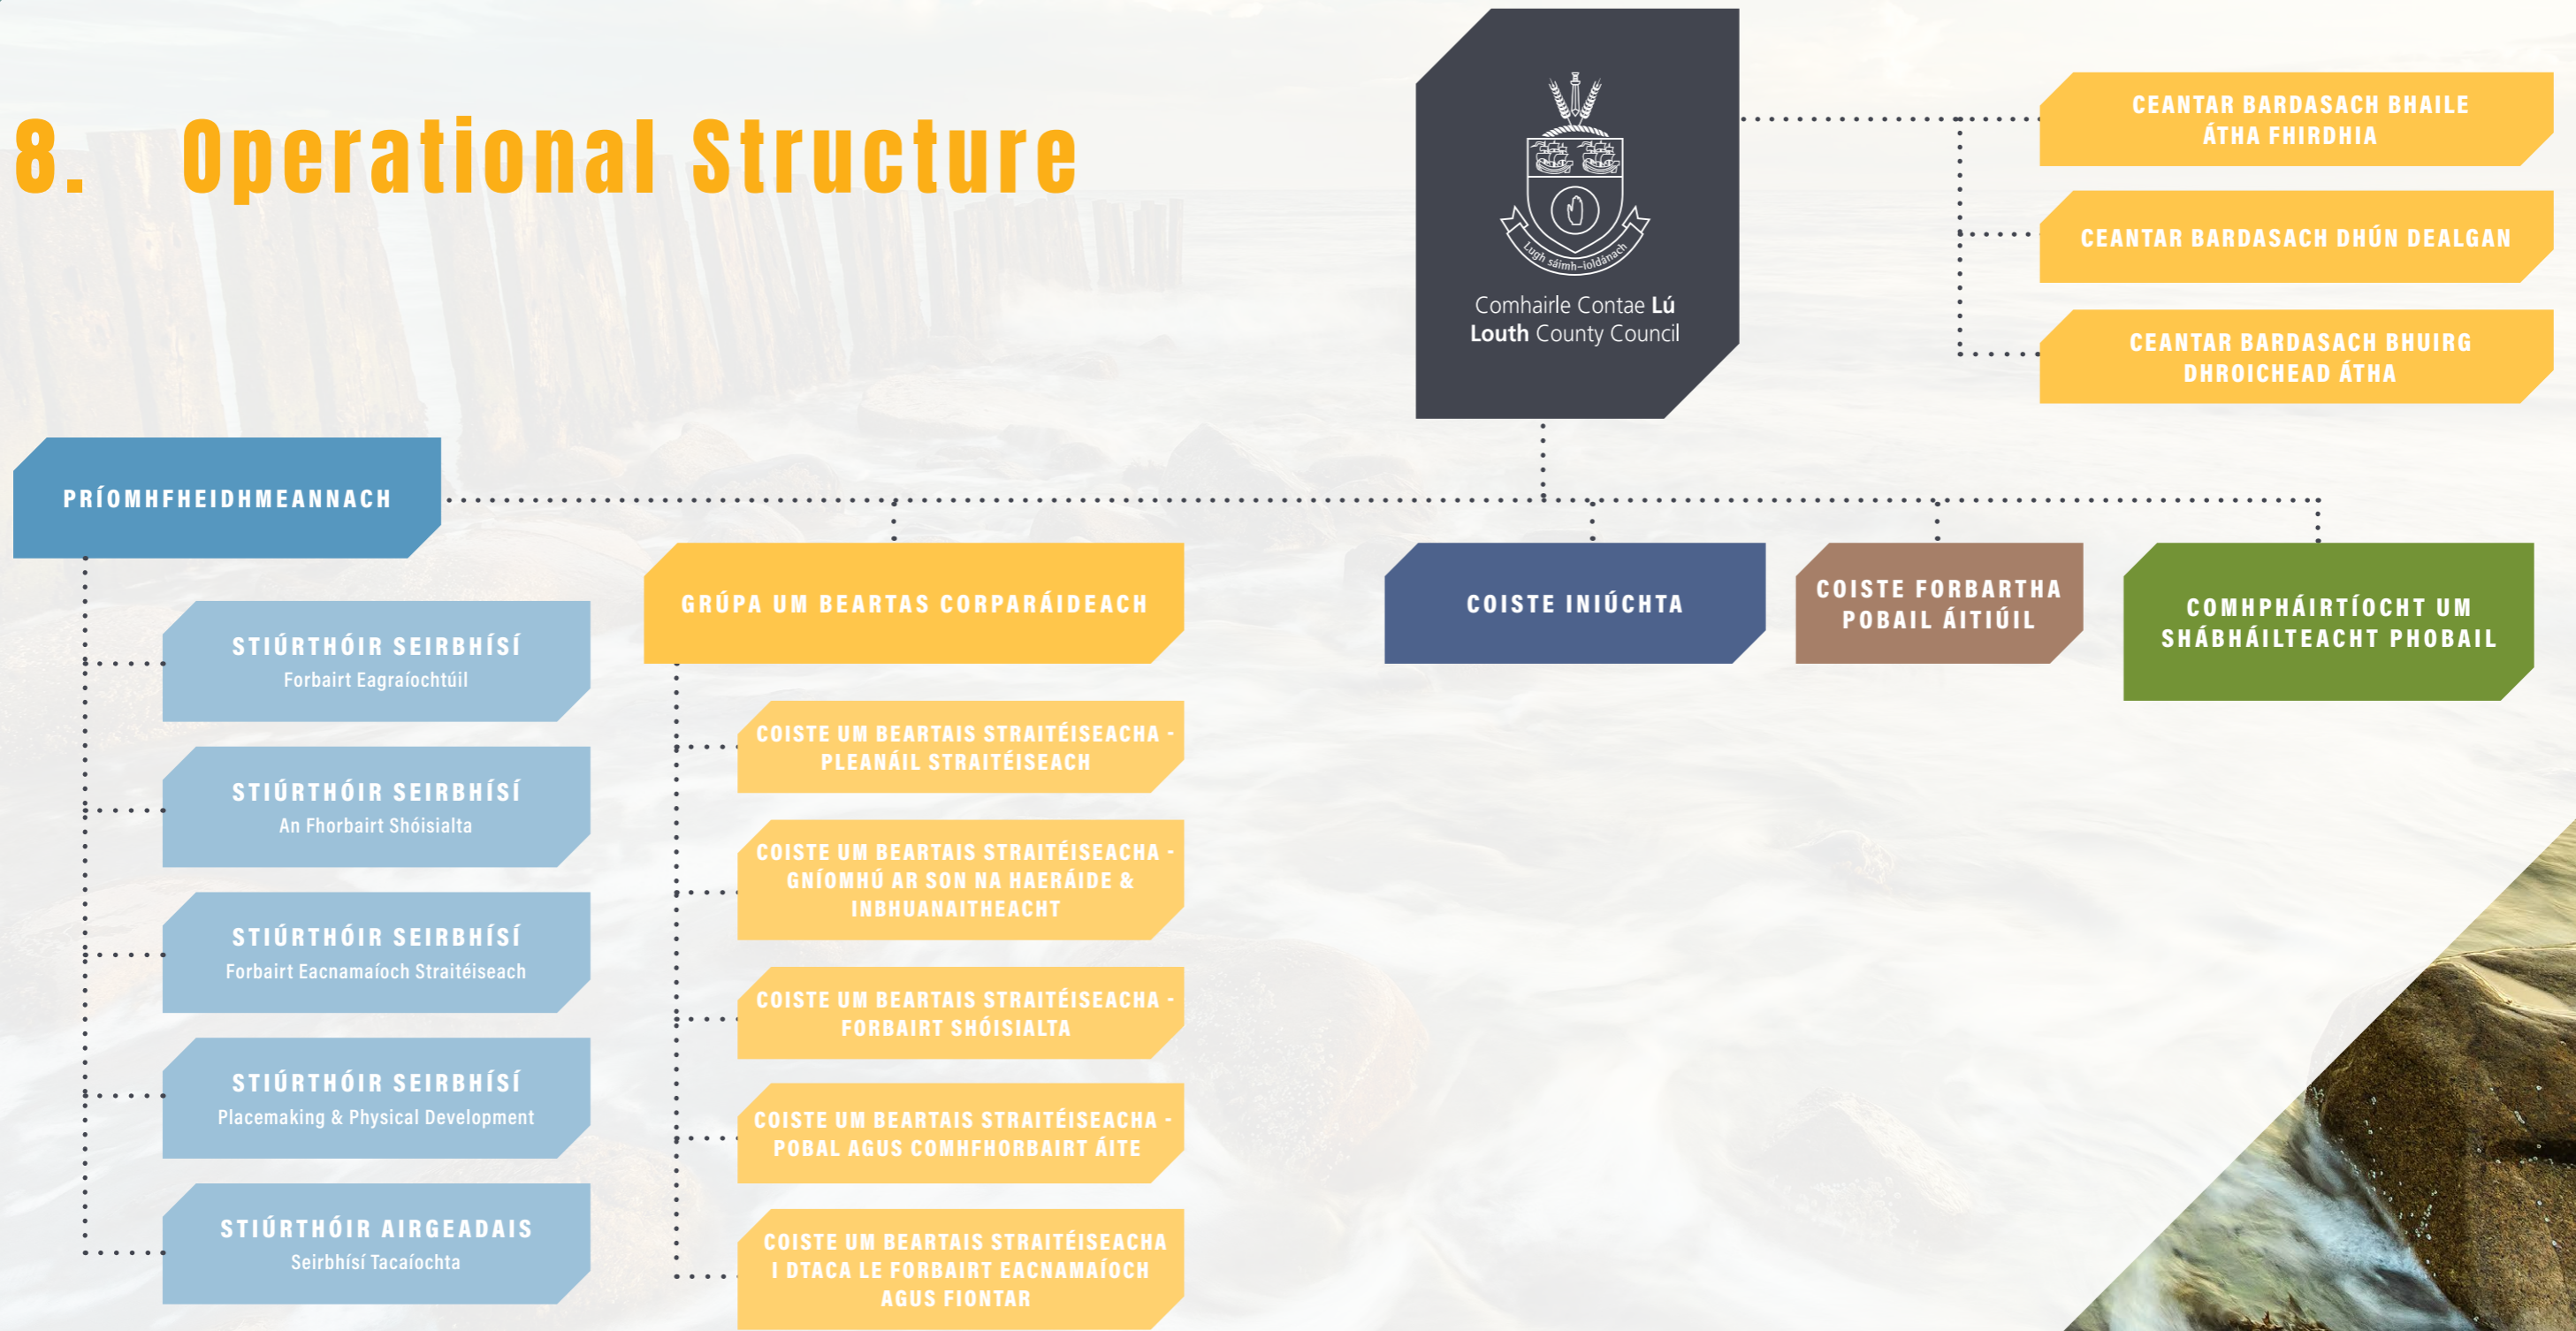 8. Operational Structure
Lugh sáimh-ioldánach
Comhairle Contae Lú
Louth County Council
CEANTAR BARDASACH BHAILE
ÁTHA FHIRDHIA
CEANTAR BARDASACH DHÚN DEALGAN
CEANTAR BARDASACH BHUIRG
DHROICHEAD ÁTHA
PRÍOMHFHEIDHMEANNACH
STIÚRTHÓIR SEIRBHÍSÍ
Forbairt Eagraíochtúil
STIÚRTHÓIR SEIRBHÍSÍ
An Fhorbairt Shóisialta
STIÚRTHÓIR SEIRBHÍSÍ
Forbairt Eacnamaíoch Straitéiseach
STIÚRTHÓIR SEIRBHÍSÍ
Placemaking & Physical Development
STIÚRTHÓIR AIRGEADAIS
Seirbhísí Tacaíochta
GRÚPA UM BEARTAS CORPARÁIDEACH
COISTE UM BEARTAIS STRAITÉISEACHA -
PLEANÁIL STRAITÉISEACH
COISTE UM BEARTAIS STRAITÉISEACHA -
GNÍOMHÚ AR SON NA HAERÁIDE &
INBHUANAITHEACHT
COISTE UM BEARTAIS STRAITÉISEACHA -
FORBAIRT SHÓISIALTA
COISTE UM BEARTAIS STRAITÉISEACHA -
POBAL AGUS COMHFHORBAIRT ÁITE
COISTE UM BEARTAIS STRAITÉISEACHA
I DTACA LE FORBAIRT EACNAMAÍOCH
AGUS FIONTAR
COISTE INIÚCHTA
COISTE FORBARTHA
POBAIL ÁITIÚIL
COMHPHÁIRTÍOCHT UM
SHÁBHÁILTEACHT PHOBAIL